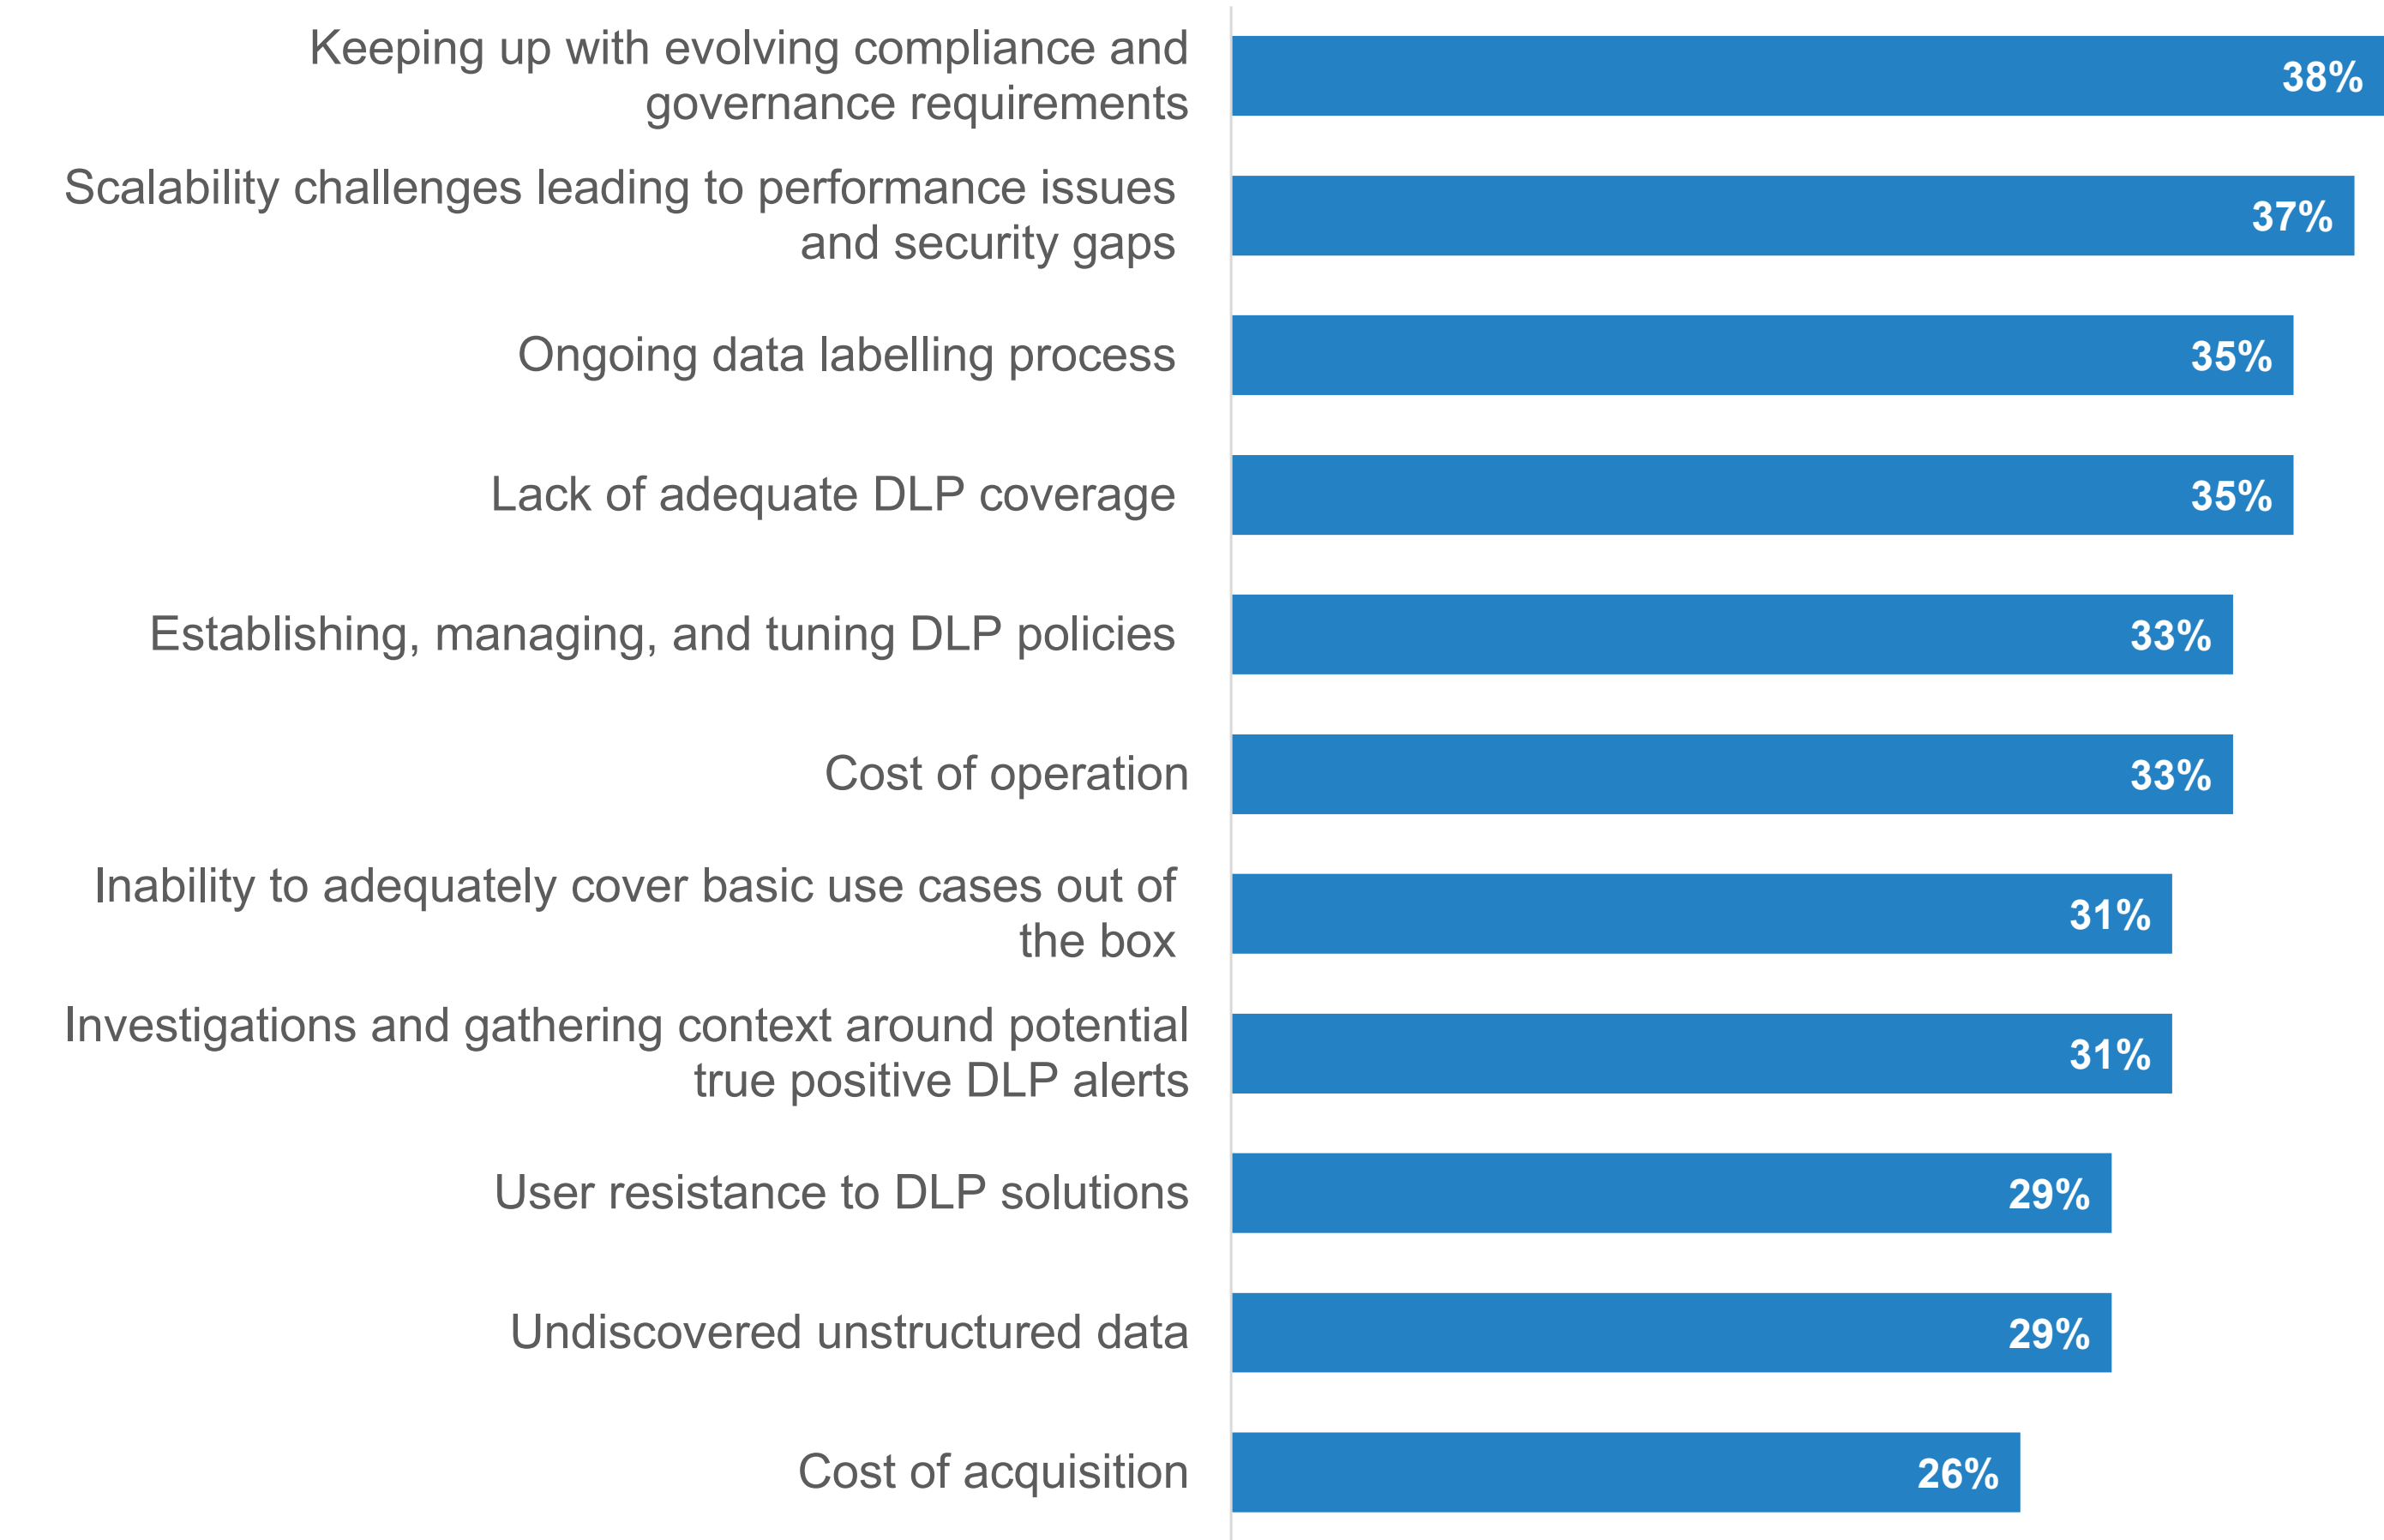 Keeping up with evolving compliance and
governance requirements
38%
Scalability challenges leading to performance issues
and security gaps
37%
Ongoing data labelling process
35%
Lack of adequate DLP coverage
35%
Establishing, managing, and tuning DLP policies
33%
Cost of operation
33%
Inability to adequately cover basic use cases out of
the box
31%
Investigations and gathering context around potential
true positive DLP alerts
31%
User resistance to DLP solutions
29%
Undiscovered unstructured data
29%
Cost of acquisition
26%